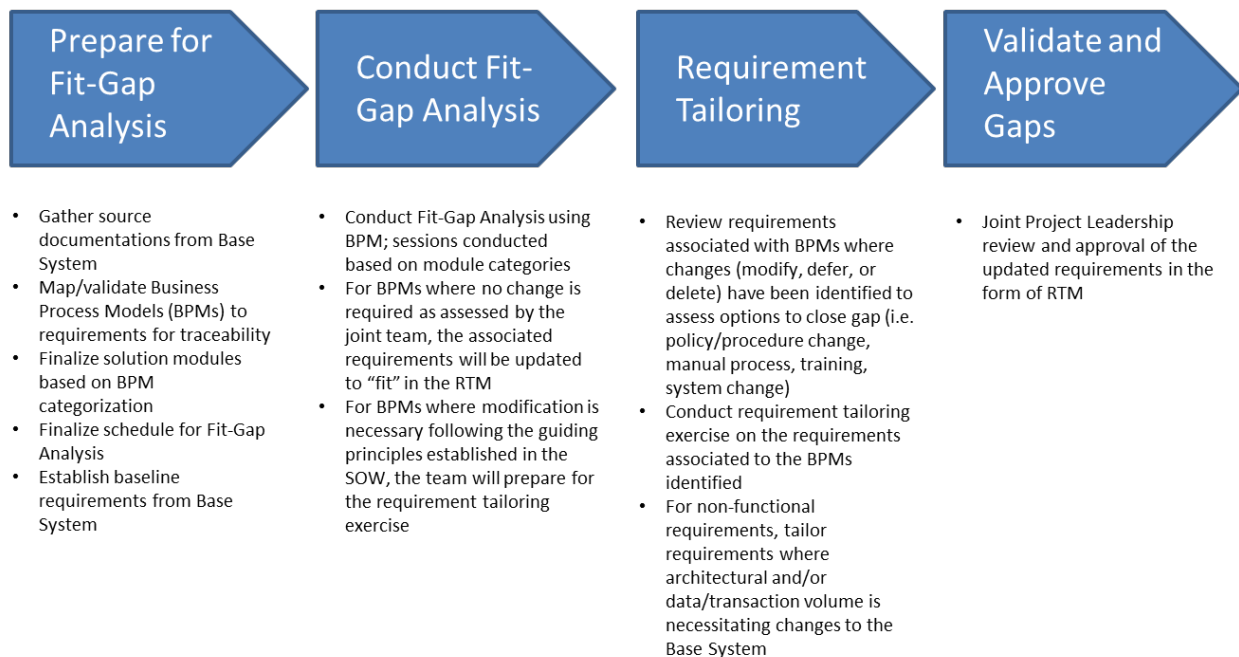 Prepare for
Fit-Gap
Analysis
• Gather source
documentations from Base
System
• Map/validate Business
Process Models (BPMs) to
requirements for traceability
• Finalize solution modules
based on BPM
categorization
• Finalize schedule for Fit-Gap
Analysis
• Establish baseline
requirements from Base
System
Conduct Fit-
Gap Analysis
• Conduct Fit-Gap Analysis using
BPM; sessions conducted
based on module categories
• For BPMs where no change is
required as assessed by the
joint team, the associated
requirements will be updated
to “fit” in the RTM
• For BPMs where modification is
necessary following the guiding
principles established in the
SOW, the team will prepare for
the requirement tailoring
exercise
Requirement
Tailoring
• Review requirements
associated with BPMs where
changes (modify, defer, or
delete) have been identified to
assess options to close gap (i.e.
policy/procedure change,
manual process, training,
system change)
• Conduct requirement tailoring
exercise on the requirements
associated to the BPMs
identified
• For non-functional
requirements, tailor
requirements where
architectural and/or
data/transaction volume is
necessitating changes to the
Base System
Validate and
Approve
Gaps
• Joint Project Leadership
review and approval of the
updated requirements in the
form of RTM